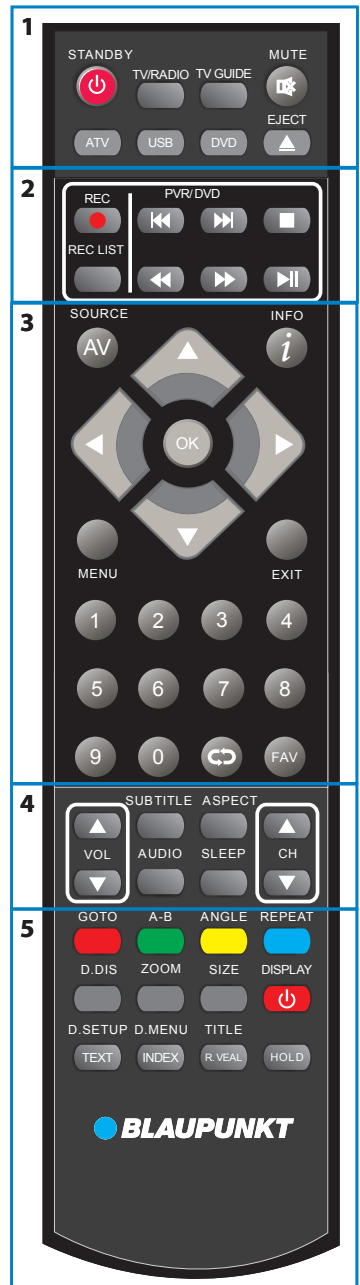 1
STANDBY MUTE
TV/RADIO TV GUIDE
EJECT
ATV USB DVD
2
REC PVR/DVD
REC LIST
3
SOURCE INFO
AV i
OK
MENU EXIT
1 2 3 4
5 6 7 8
9 0 FAV
4
SUBTITLE ASPECT
VOL AUDIO SLEEP CH
5
GOTO A-B ANGLE REPEAT
D.DIS ZOOM SIZE DISPLAY
D.SETUP D.MENU TITLE
TEXT INDEX R.VEAL HOLD
BLAUPUNKT